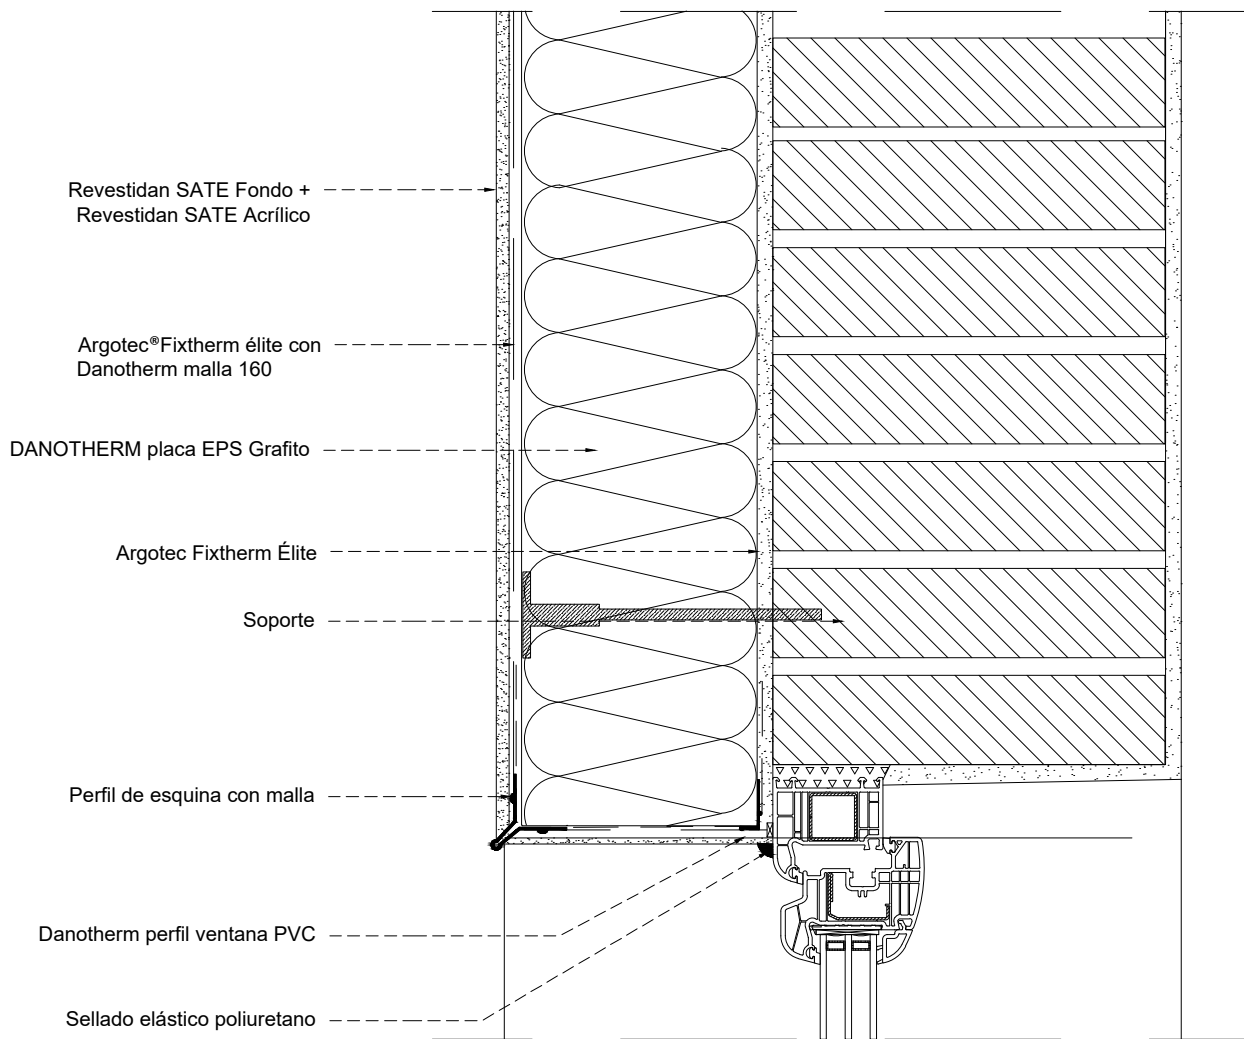 Revestidan SATE Fondo +
Revestidan SATE Acrílico
Argotec®Fixtherm élite con
Danotherm malla 160
DANOTHERM placa EPS Grafito
Argotec Fixtherm Élite
Soporte
Perfil de esquina con malla
Danotherm perfil ventana PVC
Sellado elástico poliuretano